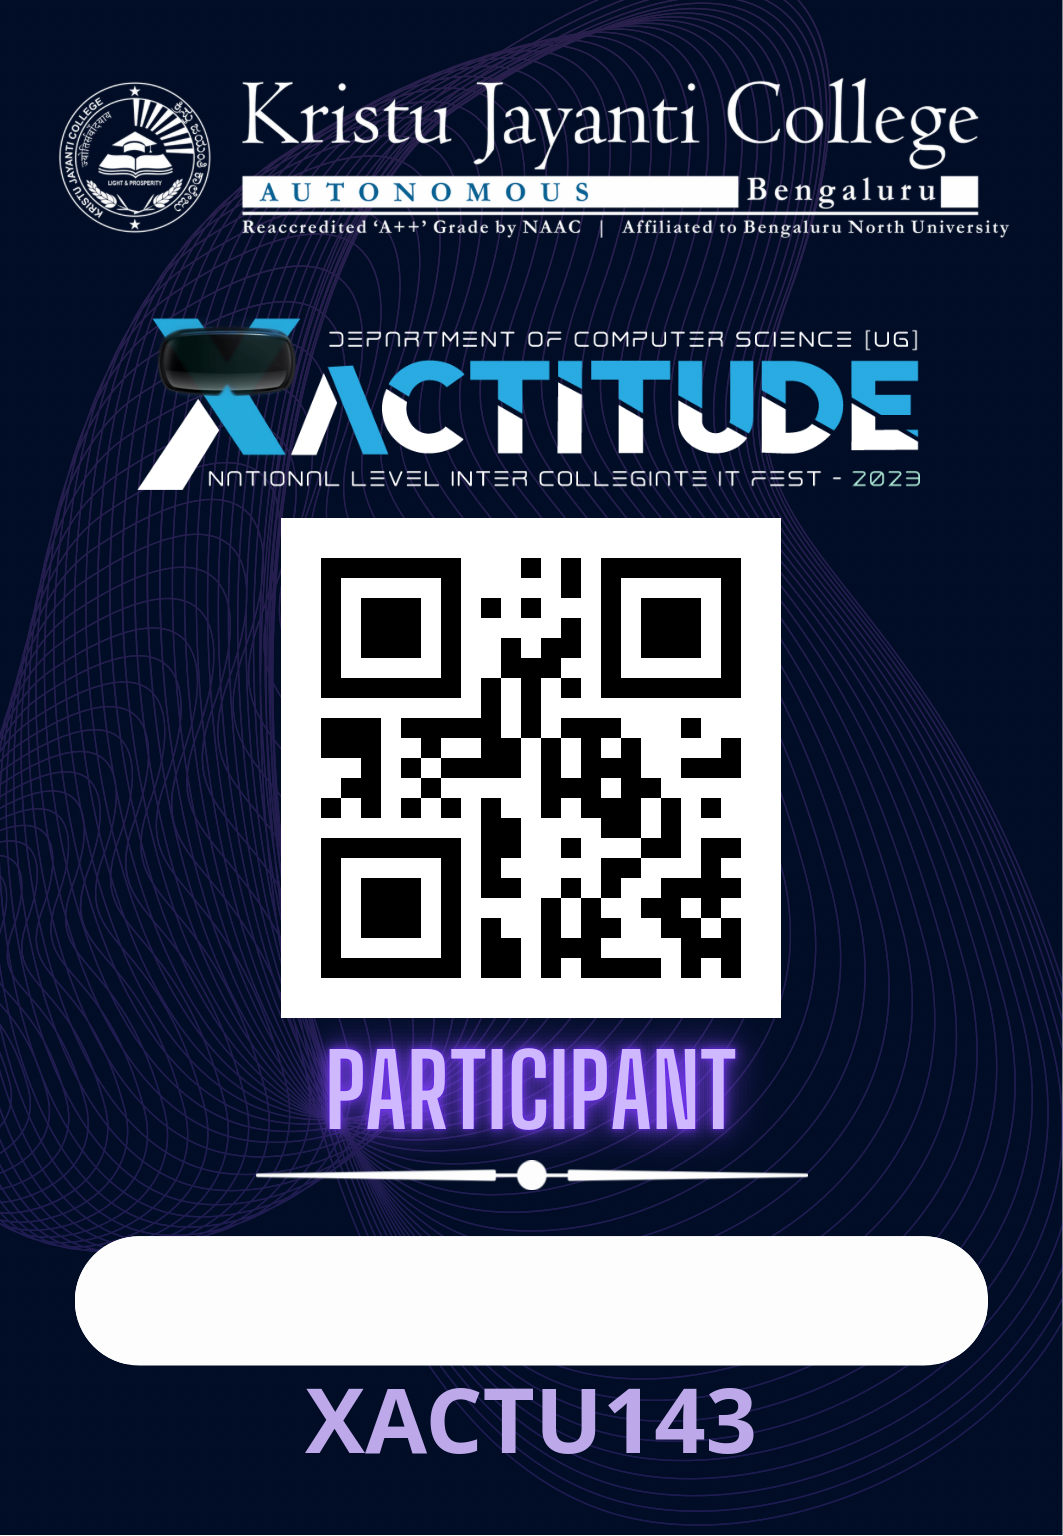 Kristu Jayanti College
AUTONOMOUS Bengaluru
Reaccredited ‘A++’ Grade by NAAC | Affiliated to Bengaluru North University
KRISTU JAYANTI COLLEGE
LIGHT & PROSPERITY
DEPARTMENT OF COMPUTER SCIENCE [UG]
XACTITUDE
NATIONAL LEVEL INTER COLLEGIATE IT FEST - 2023
PARTICIPANT
XACTU143